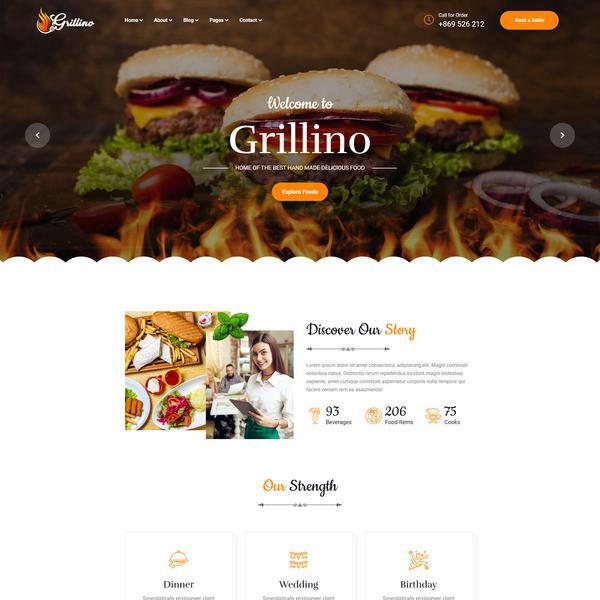 Grillino
Home About Blog Pages Contact
Call for Order
+869 526 212
Book a Table
Welcome to
Grillino
HOME OF THE BEST HAND MADE DELICIOUS FOOD
Explore Foods
Discover Our Story
Lorem ipsum dolor sit amet consectetur, adipisicing elit. Magni commodi
doloribus natus. Distinctio rerum impedit recusandae incidunt magni tempore
sapiente, amet cumque commodi aspernatur corporis nostrum cupiditate qui
facere veniam rem ea assumenda!
93
Beverages
206
Food Items
75
Cooks
Our Strength
Dinner
Wedding
Birthday
Synergistically envisioneer client
Synergistically envisioneer client
Synergistically envisioneer client